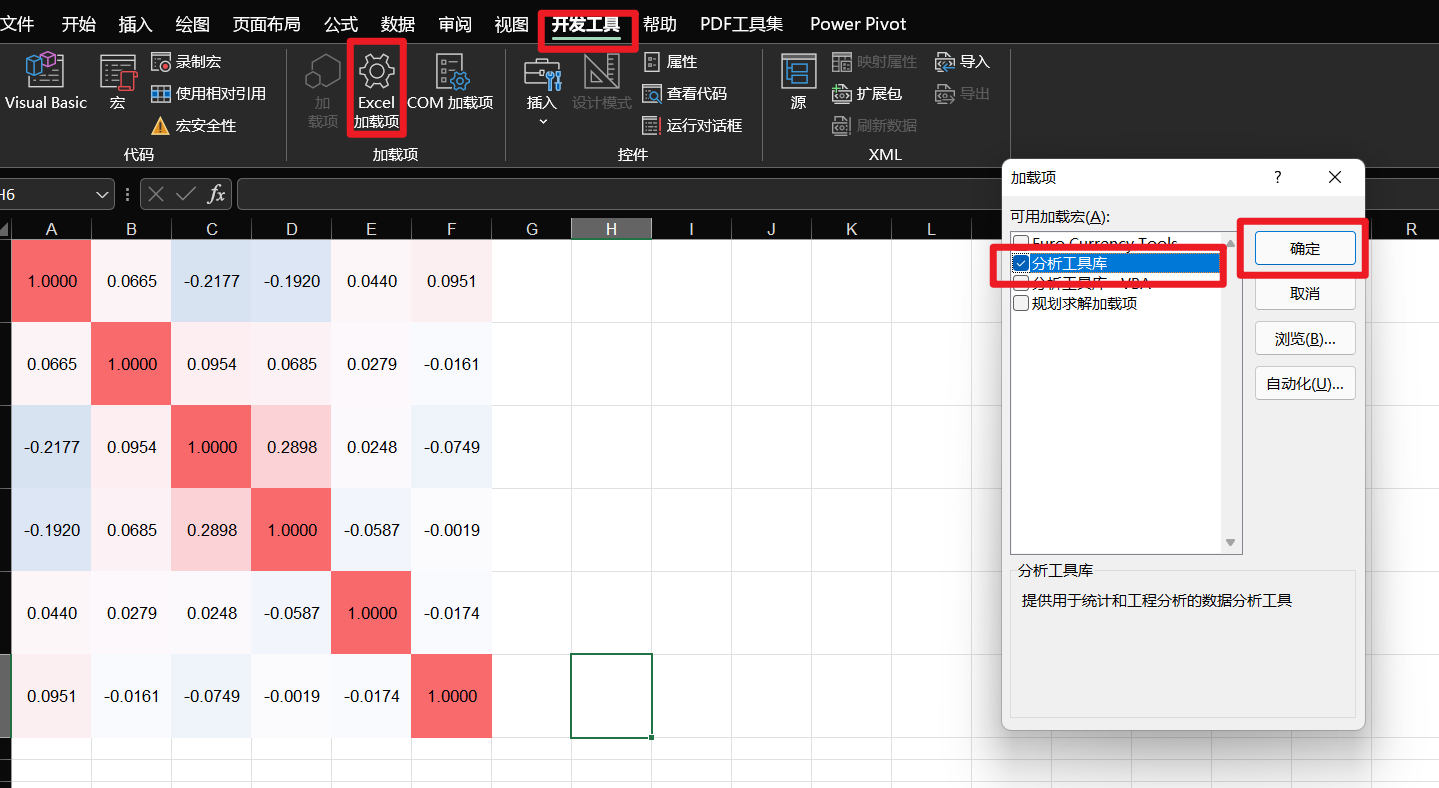 文件 开始 插入 绘图 页面布局 公式 数据 审阅 视图 开发工具 帮助 PDF工具集 Power Pivot
Visual Basic
宏
录制宏
使用相对引用
宏安全性
代码
加
载项
Excel
加载项
COM 加载项
加载项
插入
设计模式
属性
查看代码
运行对话框
控件
源
映射属性
扩展包
刷新数据
导入
导出
XML
H6
fx
A B C D E F G H I J K L R
1.0000 0.0665 -0.2177 -0.1920 0.0440 0.0951
0.0665 1.0000 0.0954 0.0685 0.0279 -0.0161
-0.2177 0.0954 1.0000 0.2898 0.0248 -0.0749
-0.1920 0.0685 0.2898 1.0000 -0.0587 -0.0019
0.0440 0.0279 0.0248 -0.0587 1.0000 -0.0174
0.0951 -0.0161 -0.0749 -0.0019 -0.0174 1.0000
加载项 ?
可用加载宏(A):
Euro Currency Tools
分析工具库
分析工具库 - VBA
规划求解加载项
确定
取消
浏览(B)...
自动化(U)...
分析工具库
提供用于统计和工程分析的数据分析工具